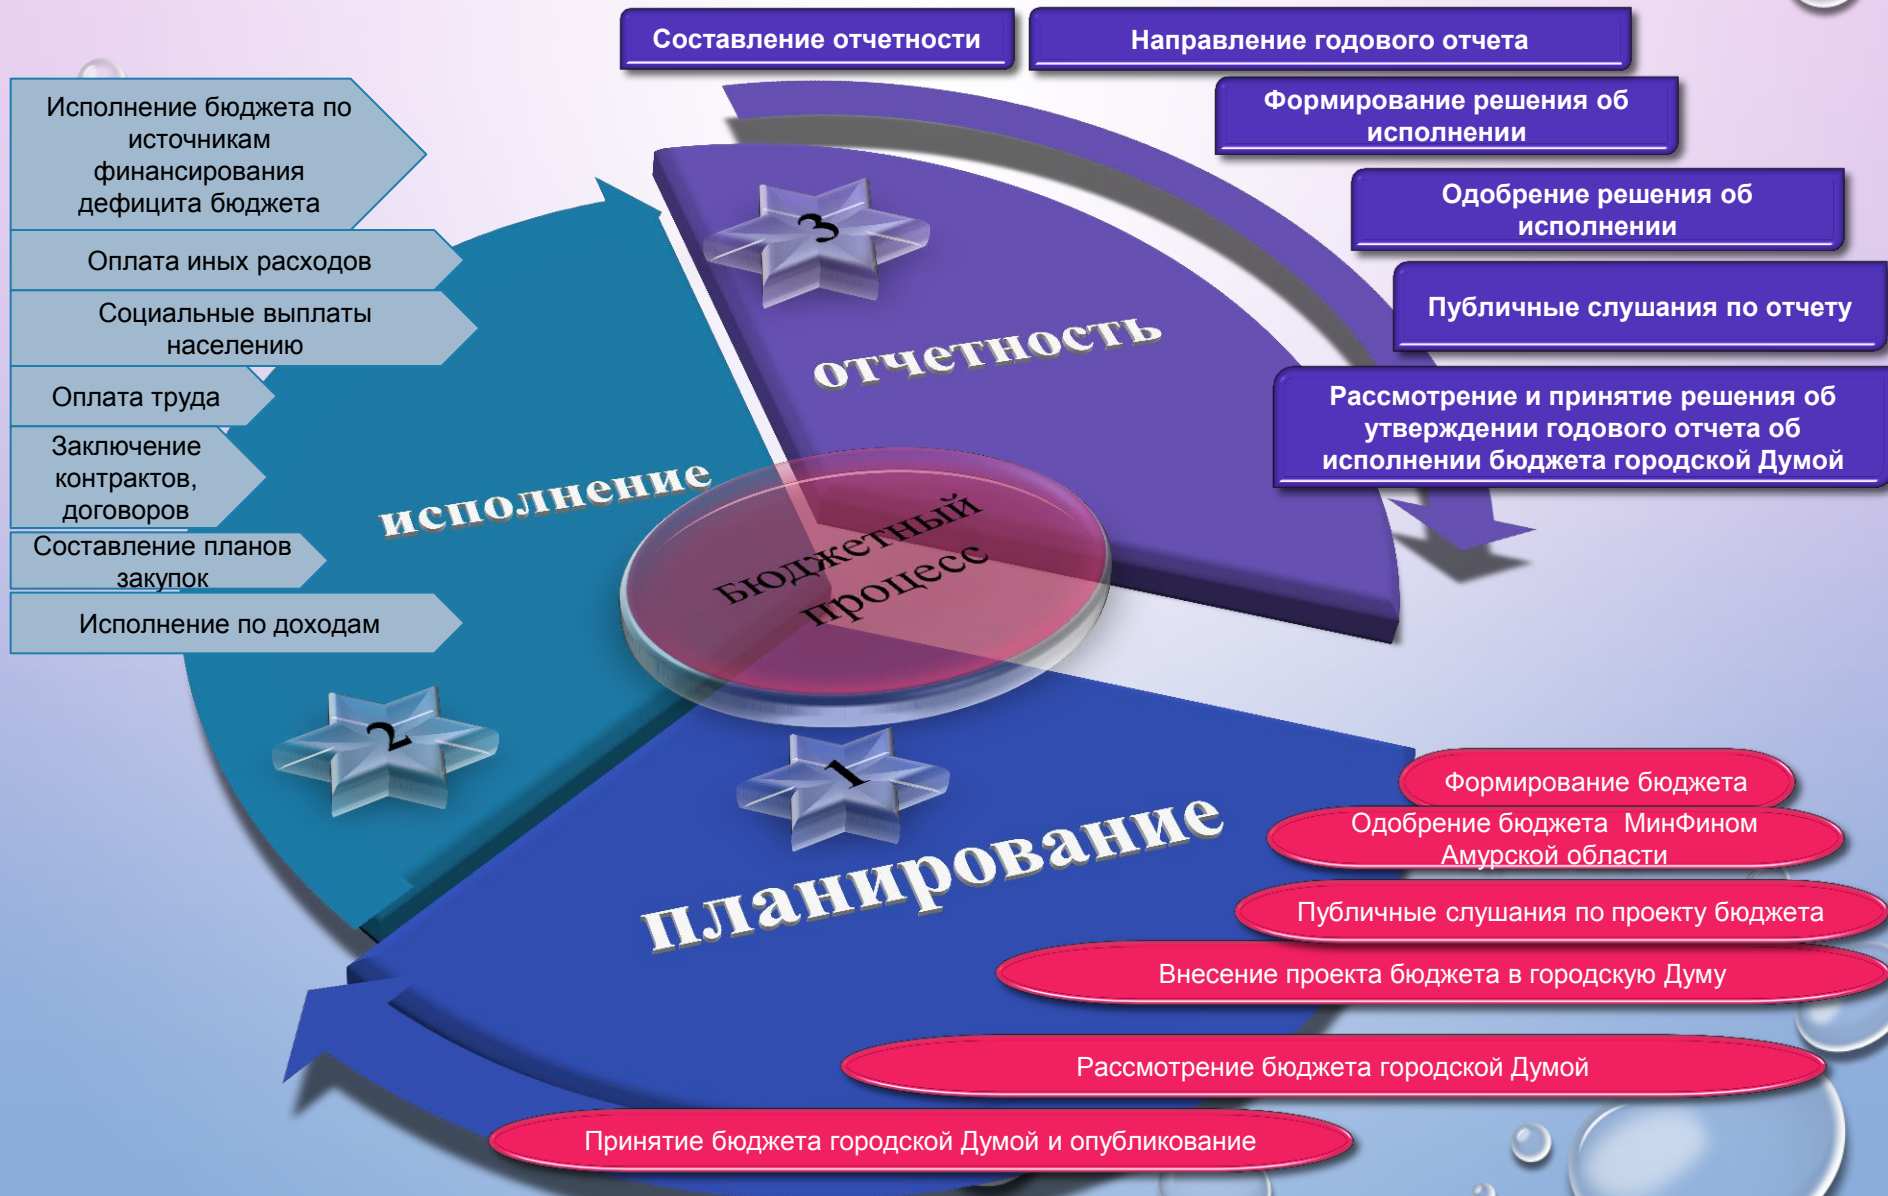 Составление отчетности
Направление годового отчета
Формирование решения об
исполнении
Одобрение решения об
исполнении
Публичные слушания по отчету
Рассмотрение и принятие решения об
утверждении годового отчета об
исполнении бюджета городской Думой
Исполнение бюджета по
источникам
финансирования
дефицита бюджета
Оплата иных расходов
Социальные выплаты
населению
Оплата труда
Заключение
контрактов,
договоров
Составление планов
закупок
Исполнение по доходам
3
отчетность
исполнение
2
Бюджетный
процесс
1
планирование
Формирование бюджета
Одобрение бюджета МинФином
Амурской области
Публичные слушания по проекту бюджета
Внесение проекта бюджета в городскую Думу
Рассмотрение бюджета городской Думой
Принятие бюджета городской Думой и опубликование